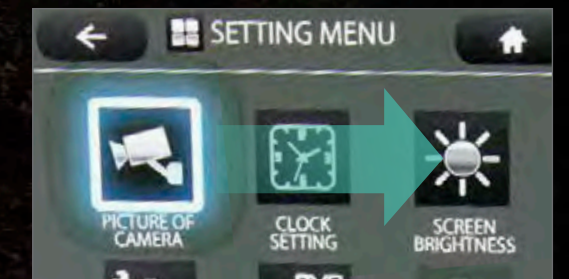 SETTING MENU
PICTURE OF
CAMERA
CLOCK
SETTING
SCREEN
BRIGHTNESS